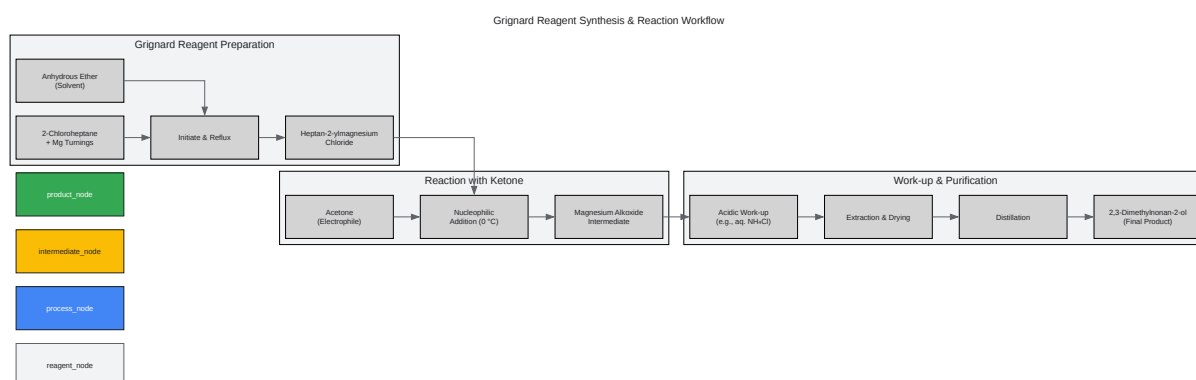 Grignard Reagent Synthesis & Reaction Workflow
Grignard Reagent Preparation
Anhydrous Ether
(Solvent)
2-Chloroheptane
+ Mg Turnings
Initiate & Reflux
Heptan-2-ylmagnesium
Chloride
product_node
intermediate_node
process_node
reagent_node
Reaction with Ketone
Acetone
(Electrophile)
Nucleophilic
Addition (0 °C)
Magnesium Alkoxide
Intermediate
Work-up & Purification
Acidic Work-up
(e.g., aq. NH₄Cl)
Extraction & Drying
Distillation
2,3-Dimethylnonan-2-ol
(Final Product)